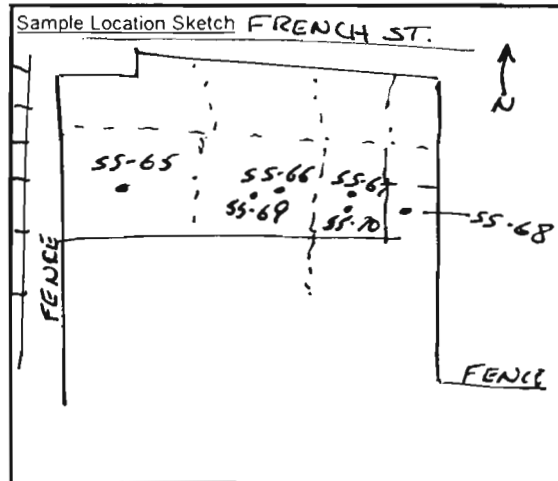 Sample Location Sketch FRENCH ST.
N
SS-65
SS-66
SS-67
SS-69
SS-70
SS-68
FENCE
FENCE